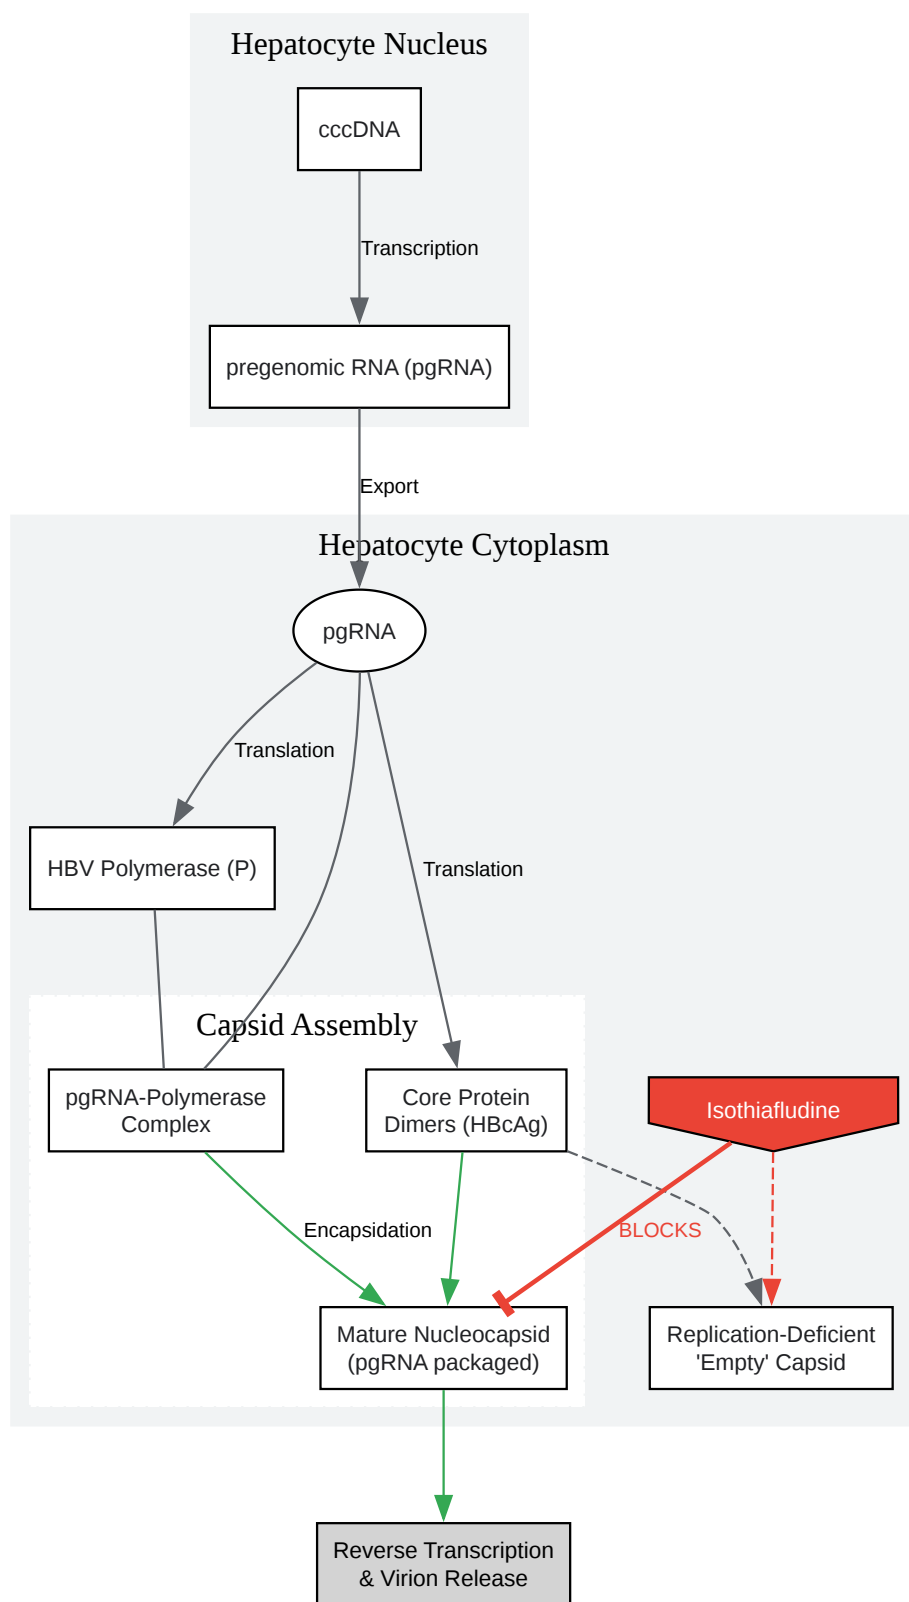 Hepatocyte Nucleus
cccDNA
Transcription
pregenomic RNA (pgRNA)
Export
Hepatocyte Cytoplasm
pgRNA
Translation
HBV Polymerase (P)
Translation
Capsid Assembly
pgRNA-Polymerase
Complex
Core Protein
Dimers (HBcAg)
Isothiafludine
Encapsidation
BLOCKS
Mature Nucleocapsid
(pgRNA packaged)
Replication-Deficient
'Empty' Capsid
Reverse Transcription
& Virion Release